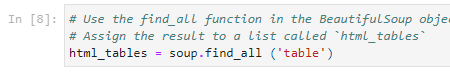 In [8]: # Use the find_all function in the BeautifulSoup
# Assign the result to a list called `html_tables`
html_tables = soup.find_all ('table')